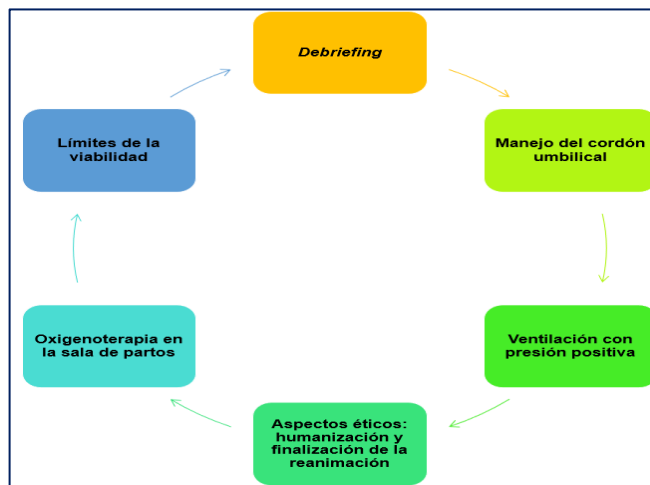 Debriefing
Manejo del cordón
umbilical
Ventilación con
presión positiva
Aspectos éticos:
humanización y
finalización de la
reanimación
Oxigenoterapia en
la sala de partos
Límites de la
viabilidad